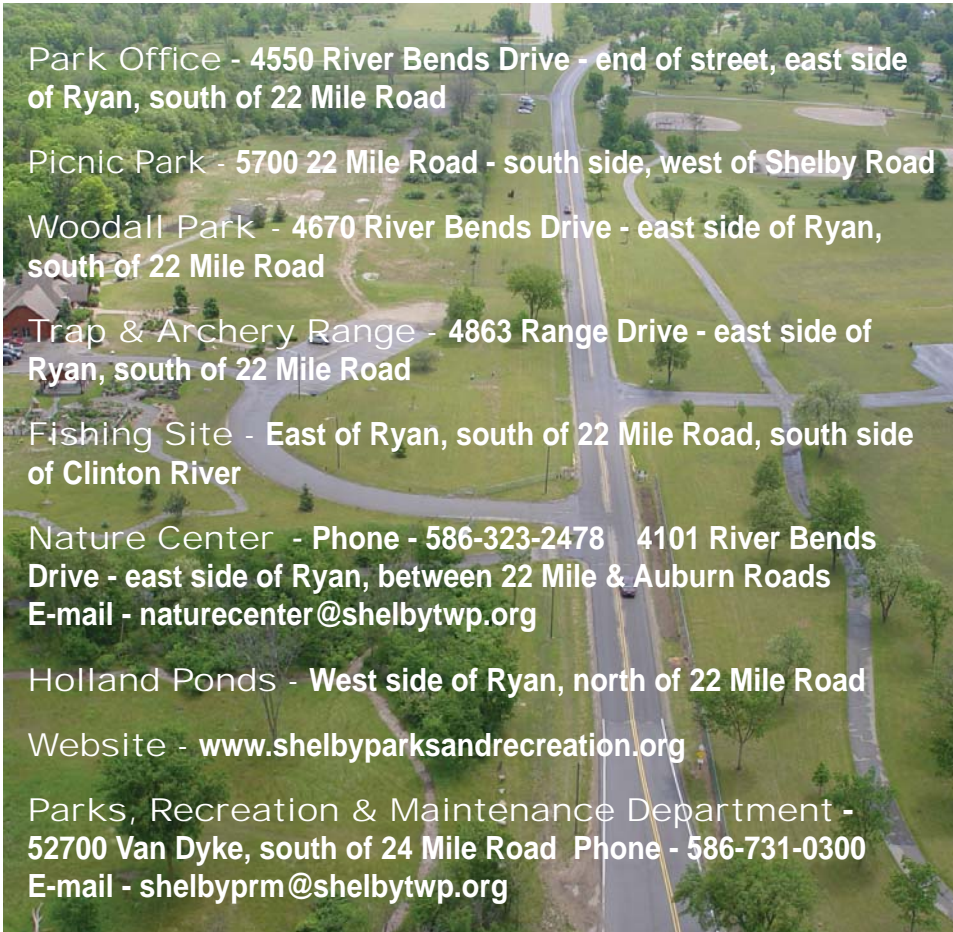 Park Office - 4550 River Bends Drive - end of street, east side
of Ryan, south of 22 Mile Road
Picnic Park - 5700 22 Mile Road - south side, west of Shelby Road
Woodall Park - 4670 River Bends Drive - east side of Ryan,
south of 22 Mile Road
Trap & Archery Range - 4863 Range Drive - east side of
Ryan, south of 22 Mile Road
Fishing Site - East of Ryan, south of 22 Mile Road, south side
of Clinton River
Nature Center - Phone - 586-323-2478 4101 River Bends
Drive - east side of Ryan, between 22 Mile & Auburn Roads
E-mail - naturecenter@shelbytwp.org
Holland Ponds - West side of Ryan, north of 22 Mile Road
Website - www.shelbyparksandrecreation.org
Parks, Recreation & Maintenance Department -
52700 Van Dyke, south of 24 Mile Road Phone - 586-731-0300
E-mail - shelbyprm@shelbytwp.org